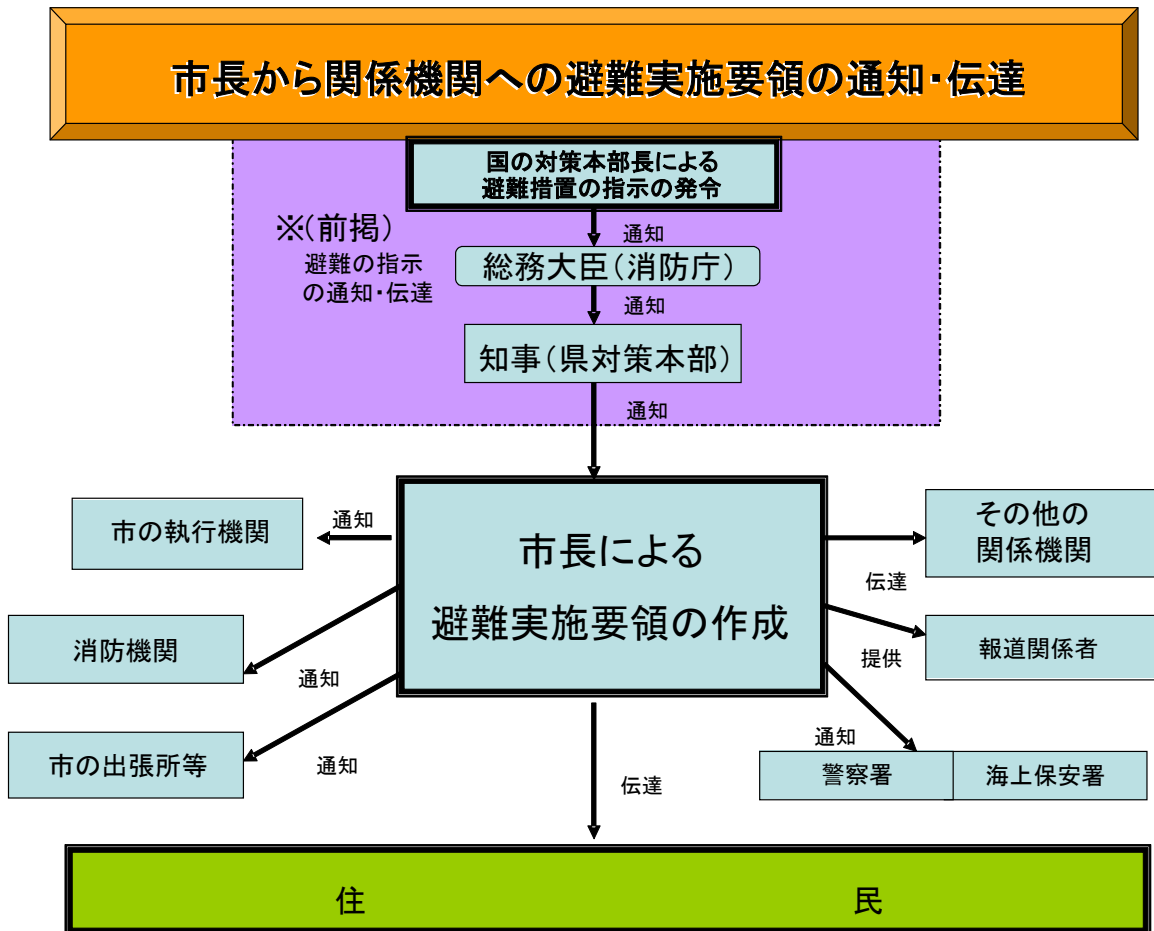 市長から関係機関への避難実施要領の通知・伝達
国の対策本部長による
避難措置の指示の発令
※(前掲)
避難の指示
の通知・伝達
通知
総務大臣(消防庁)
通知
知事(県対策本部)
通知
市の執行機関
通知
市長による
避難実施要領の作成
その他の
関係機関
伝達
消防機関
通知
報道関係者
提供
市の出張所等
通知
通知
警察署
海上保安署
伝達
住 民